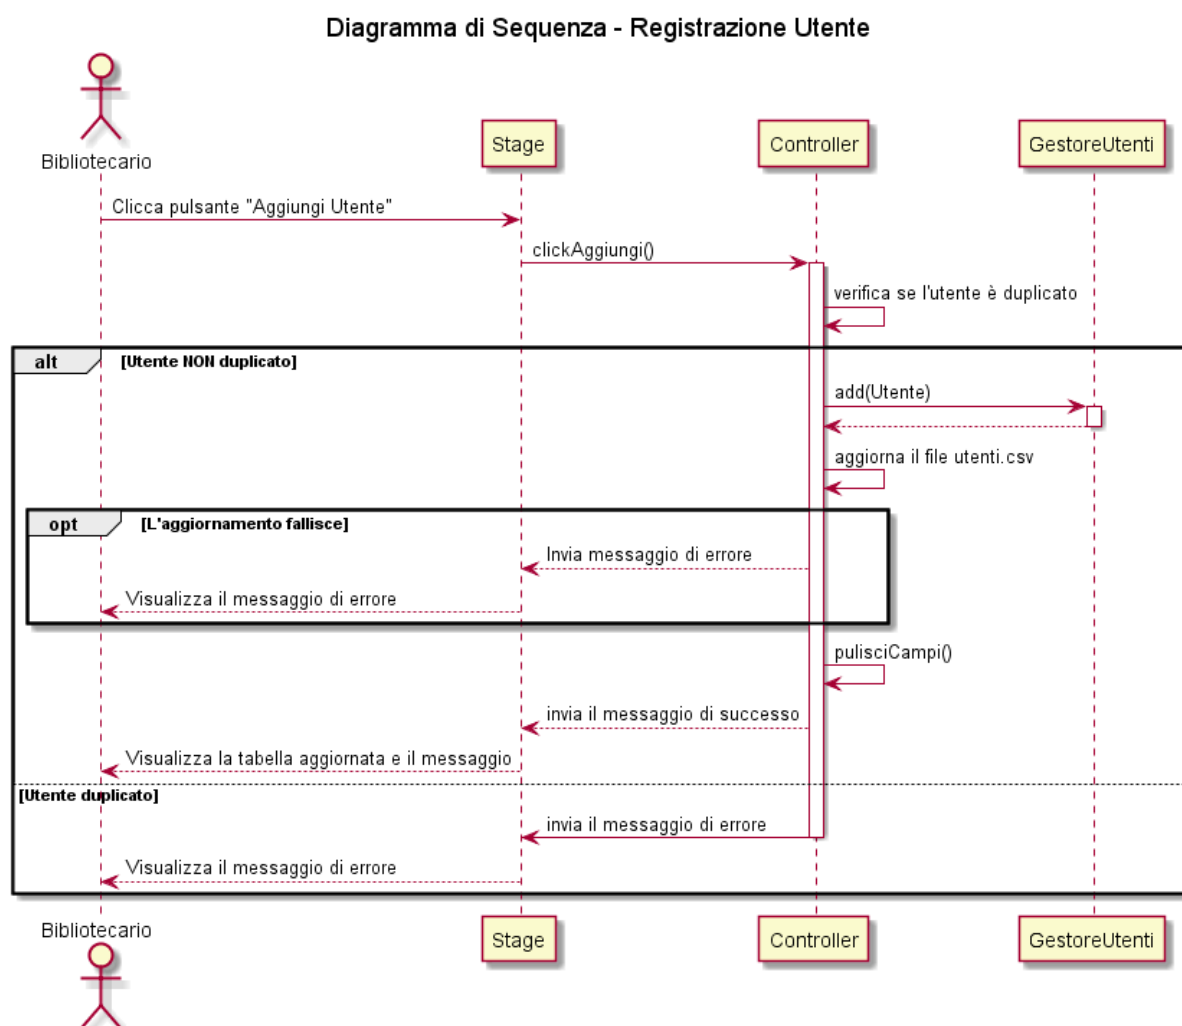 Diagramma di Sequenza - Registrazione Utente
Bibliotecario
Stage
Controller
GestoreUtenti
Clicca pulsante "Aggiungi Utente"
clickAggiungi()
verifica se l'utente è duplicato
alt
[Utente NON duplicato]
add(Utente)
aggiorna il file utenti.csv
opt
[L'aggiornamento fallisce]
Invia messaggio di errore
Visualizza il messaggio di errore
pulisciCampi()
invia il messaggio di successo
Visualizza la tabella aggiornata e il messaggio
[Utente duplicato]
invia il messaggio di errore
Visualizza il messaggio di errore
Bibliotecario
Stage
Controller
GestoreUtenti